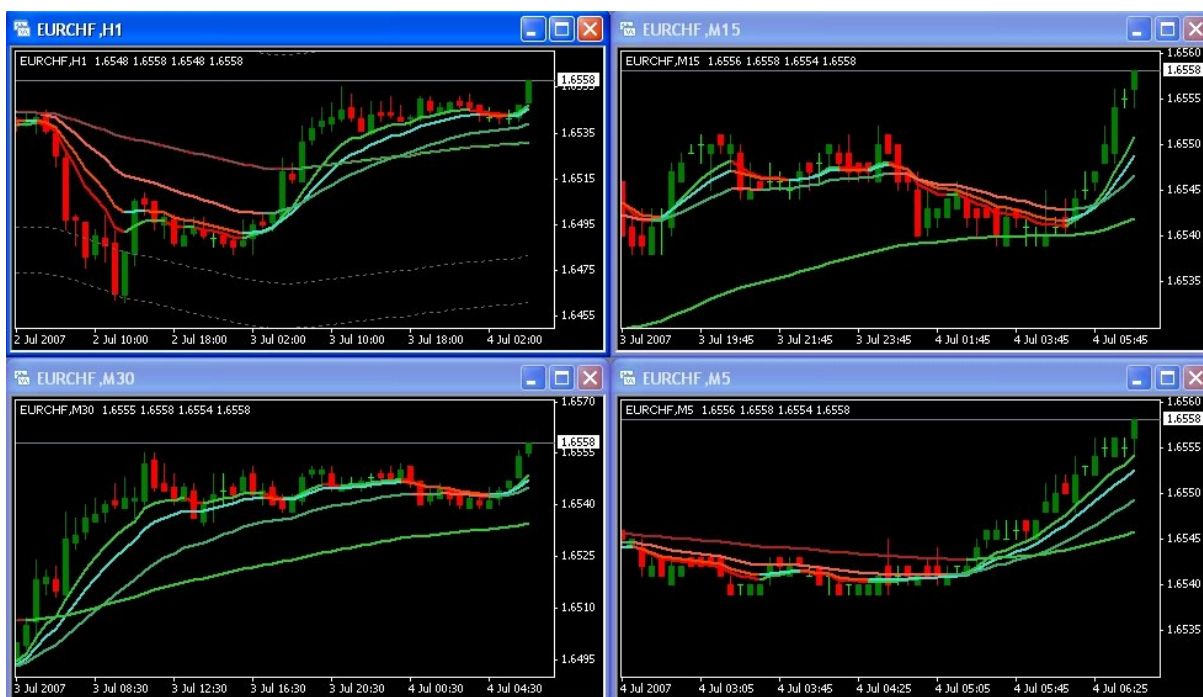 EURCHF,H1
EURCHF,H1 1.6548 1.6558 1.6548 1.6558
1.6558
1.6555
1.6535
1.6515
1.6495
1.6475
1.6455
2 Jul 2007 2 Jul 10:00 2 Jul 18:00 3 Jul 02:00 3 Jul 10:00 3 Jul 18:00 4 Jul 02:00
EURCHF,M15
EURCHF,M15 1.6556 1.6558 1.6554 1.6558
1.6560
1.6558
1.6555
1.6550
1.6545
1.6540
1.6535
3 Jul 2007 3 Jul 19:45 3 Jul 21:45 3 Jul 23:45 4 Jul 01:45 4 Jul 03:45 4 Jul 05:45
EURCHF,M30
EURCHF,M30 1.6555 1.6558 1.6554 1.6558
1.6570
1.6558
1.6555
1.6540
1.6525
1.6510
1.6495
3 Jul 2007 3 Jul 08:30 3 Jul 12:30 3 Jul 16:30 3 Jul 20:30 4 Jul 00:30 4 Jul 04:30
EURCHF,M5
EURCHF,M5 1.6556 1.6558 1.6554 1.6558
1.6560
1.6558
1.6555
1.6550
1.6545
1.6540
1.6535
4 Jul 2007 4 Jul 03:05 4 Jul 03:45 4 Jul 04:25 4 Jul 05:05 4 Jul 05:45 4 Jul 06:25